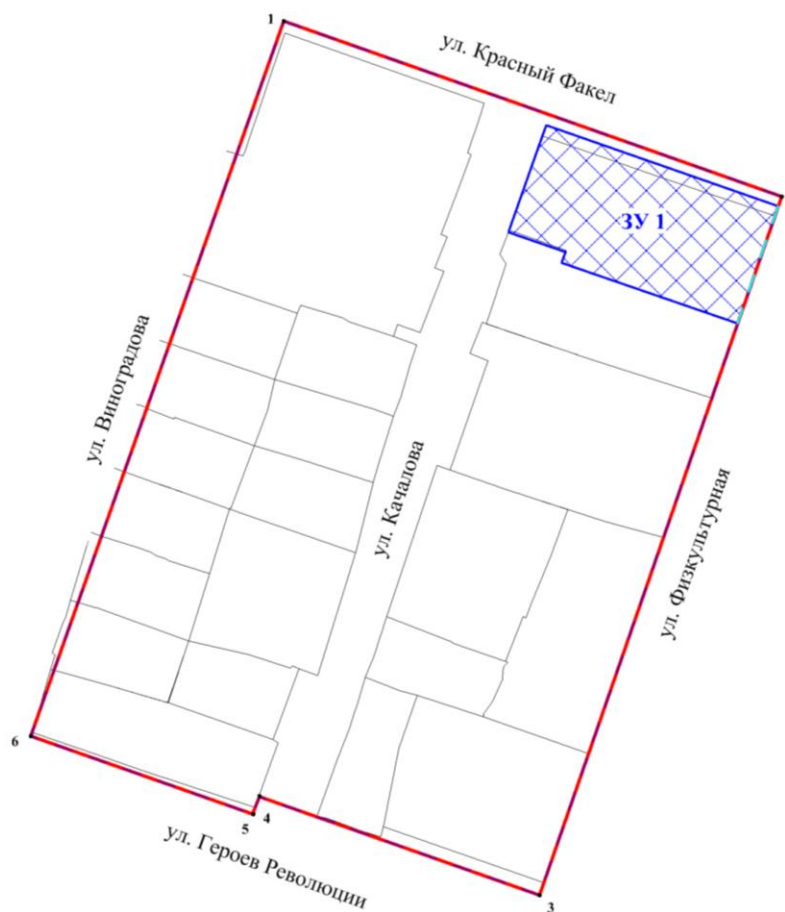 1
ул. Красный Факел
ЗУ 1
ул. Виноградова
ул. Качалова
ул. Физкультурная
6
4
5
ул. Героев Революции
3